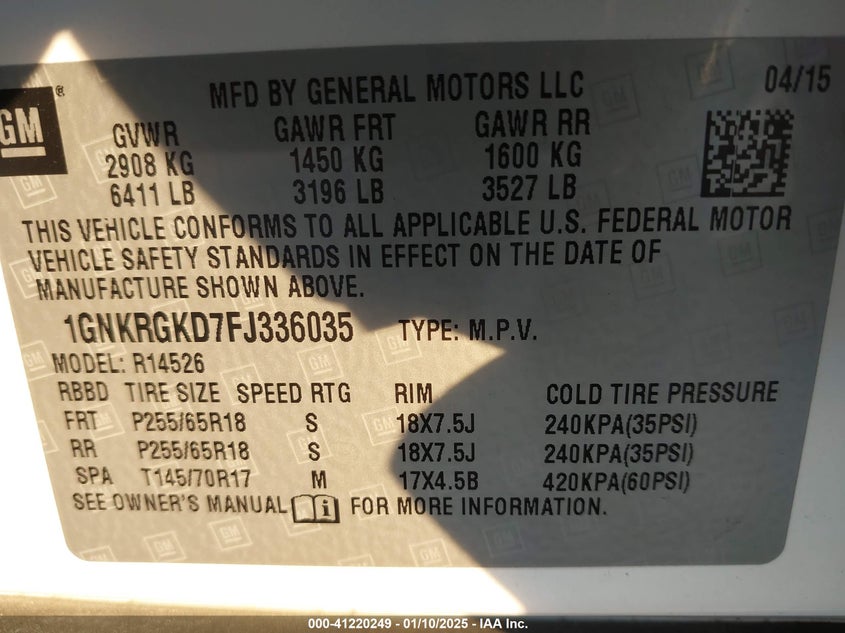 GM ®
MFD BY GENERAL MOTORS LLC 04/15
GVWR GAWR FRT GAWR RR
2908 KG 1450 KG 1600 KG
6411 LB 3196 LB 3527 LB
THIS VEHICLE CONFORMS TO ALL APPLICABLE U.S. FEDERAL MOTOR
VEHICLE SAFETY STANDARDS IN EFFECT ON THE DATE OF
MANUFACTURE SHOWN ABOVE.
1GNKRGKD7FJ336035 TYPE: M.P.V.
MODEL: R14526
RBBD TIRE SIZE SPEED RTG RIM COLD TIRE PRESSURE
FRT P255/65R18 S 18X7.5J 240KPA(35PSI)
RR P255/65R18 S 18X7.5J 240KPA(35PSI)
SPA T145/70R17 M 17X4.5B 420KPA(60PSI)
SEE OWNER'S MANUAL i FOR MORE INFORMATION.
000-41220249 - 01/10/2025 - IAA Inc.